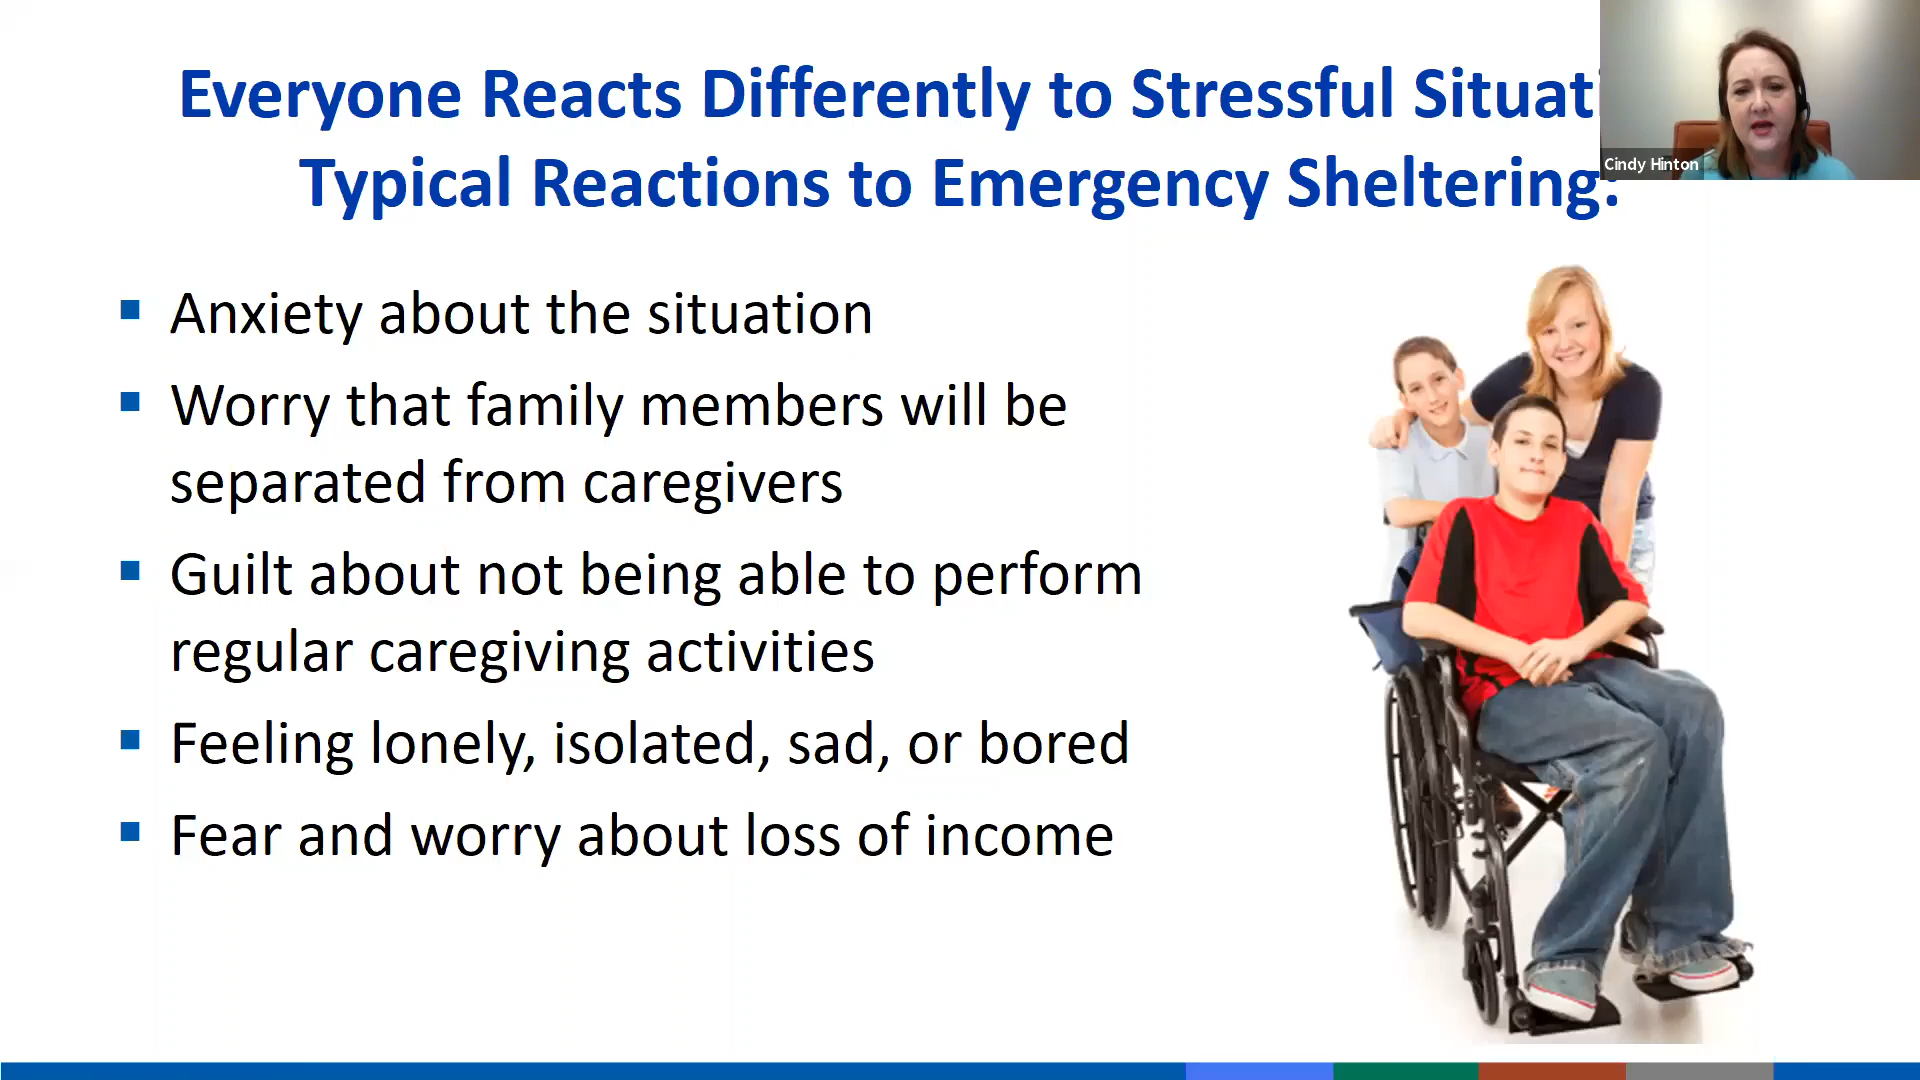 Everyone Reacts Differently to Stressful
Typical Reactions to Emergency Sheltering:
Cindy Hinton
Anxiety about the situation
Worry that family members will be
separated from caregivers
Guilt about not being able to perform
regular caregiving activities
Feeling lonely, isolated, sad, or bored
Fear and worry about loss of income